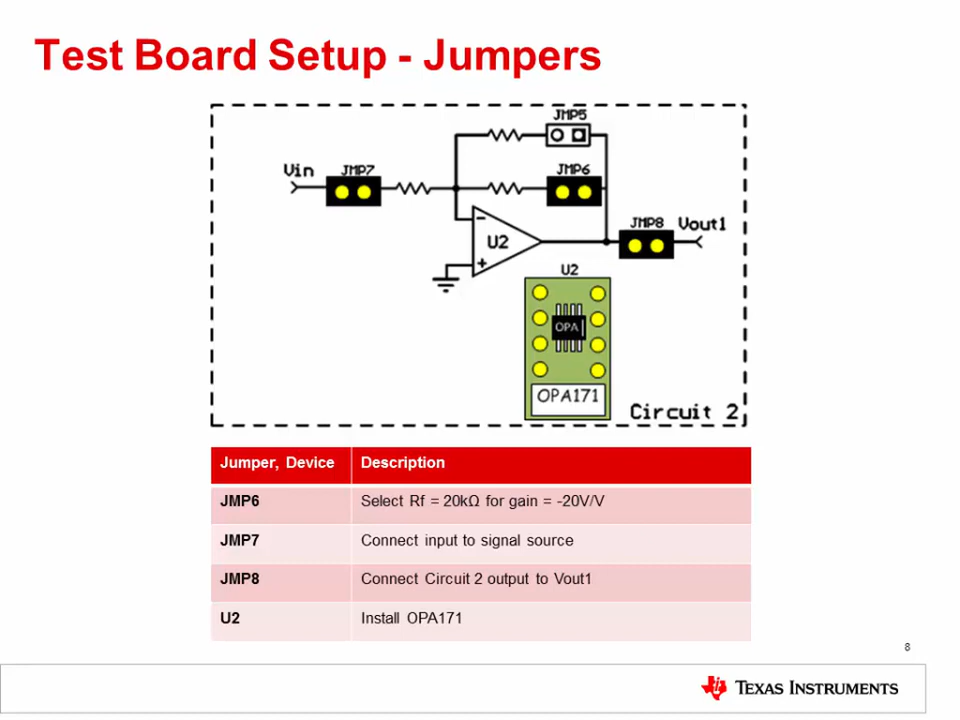 Test Board Setup - Jumpers
JMP5
Vin
JMP7
JMP6
JMP8
Vout1
-
U2
+
U2
OPA
OPA171
Circuit 2
Jumper, Device Description
JMP6 Select Rf = 20kΩ for gain = -20V/V
JMP7 Connect input to signal source
JMP8 Connect Circuit 2 output to Vout1
U2 Install OPA171
8
TEXAS INSTRUMENTS